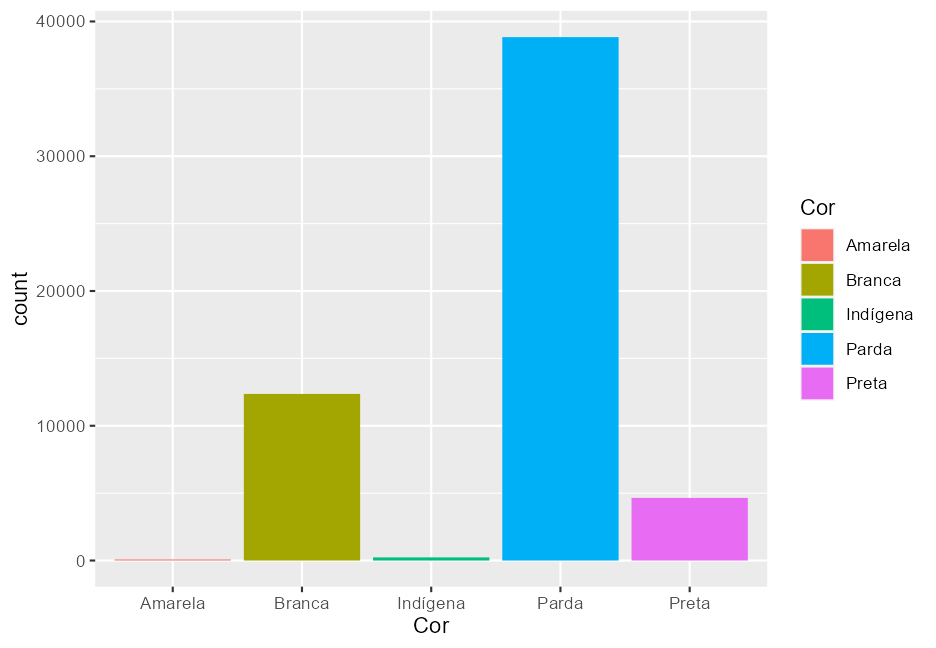 40000
30000
20000
10000
0
count
Amarela
Branca
Indígena
Parda
Preta
Cor
Cor
Amarela
Branca
Indígena
Parda
Preta